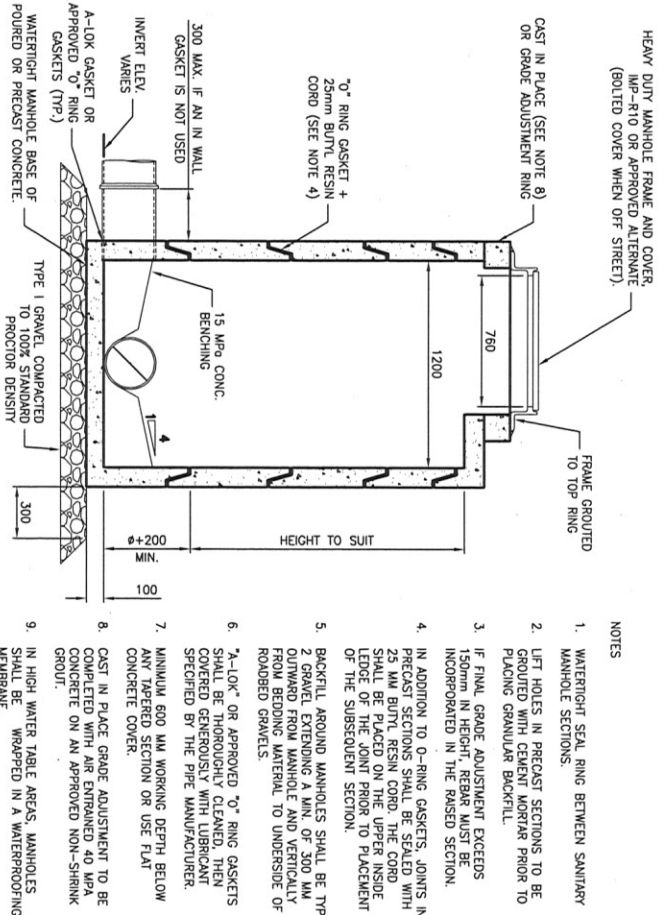 HEAVY DUTY MANHOLE FRAME AND COVER,
IMP-R10 OR APPROVED ALTERNATE
(BOLTED COVER WHEN OFF STREET).
CAST IN PLACE (SEE NOTE 8)
OR GRADE ADJUSTMENT RING
"O" RING GASKET +
25mm BUTYL RESIN
CORD (SEE NOTE 4)
300 MAX. IF AN IN WALL
GASKET IS NOT USED
INVERT ELEV.
VARIES
A-LOK GASKET OR
APPROVED "O" RING
GASKETS (TYP.)
WATERTIGHT MANHOLE BASE OF
POURED OR PRECAST CONCRETE.
FRAME GROUTED
TO TOP RING
760
1200
15 MPa CONC.
BENCHING
1
4
TYPE I GRAVEL COMPACTED
TO 100% STANDARD
PROCTOR DENSITY
HEIGHT TO SUIT
ø+200
MIN.
100
300
NOTES
1. WATERTIGHT SEAL RING BETWEEN SANITARY
MANHOLE SECTIONS.
2. LIFT HOLES IN PRECAST SECTIONS TO BE
GROUTED WITH CEMENT MORTAR PRIOR TO
PLACING GRANULAR BACKFILL.
3. IF FINAL GRADE ADJUSTMENT EXCEEDS
150mm IN HEIGHT, REBAR MUST BE
INCORPORATED IN THE RAISED SECTION.
4. IN ADDITION TO O-RING GASKETS, JOINTS IN
PRECAST SECTIONS SHALL BE SEALED WITH
25 MM BUTYL RESIN CORD. THE CORD
SHALL BE PLACED ON THE UPPER INSIDE
LEDGE OF THE JOINT PRIOR TO PLACEMENT
OF THE SUBSEQUENT SECTION.
5. BACKFILL AROUND MANHOLES SHALL BE TYP
2 GRAVEL EXTENDING A MIN. OF 300 MM
OUTWARD FROM MANHOLE AND VERTICALLY
FROM BEDDING MATERIAL TO UNDERSIDE OF
ROADBED GRAVELS.
6. "A-LOK" OR APPROVED "O" RING GASKETS
SHALL BE THOROUGHLY CLEANED, THEN
COVERED GENEROUSLY WITH LUBRICANT
SPECIFIED BY THE PIPE MANUFACTURER.
7. MINIMUM 600 MM WORKING DEPTH BELOW
ANY TAPERED SECTION OR USE FLAT
CONCRETE COVER.
8. CAST IN PLACE GRADE ADJUSTMENT TO BE
COMPLETED WITH AIR ENTRAINED 40 MPA
CONCRETE ON AN APPROVED NON-SHRINK
GROUT.
9. IN HIGH WATER TABLE AREAS, MANHOLES
SHALL BE WRAPPED IN A WATERPROOFING
MEMBRANE